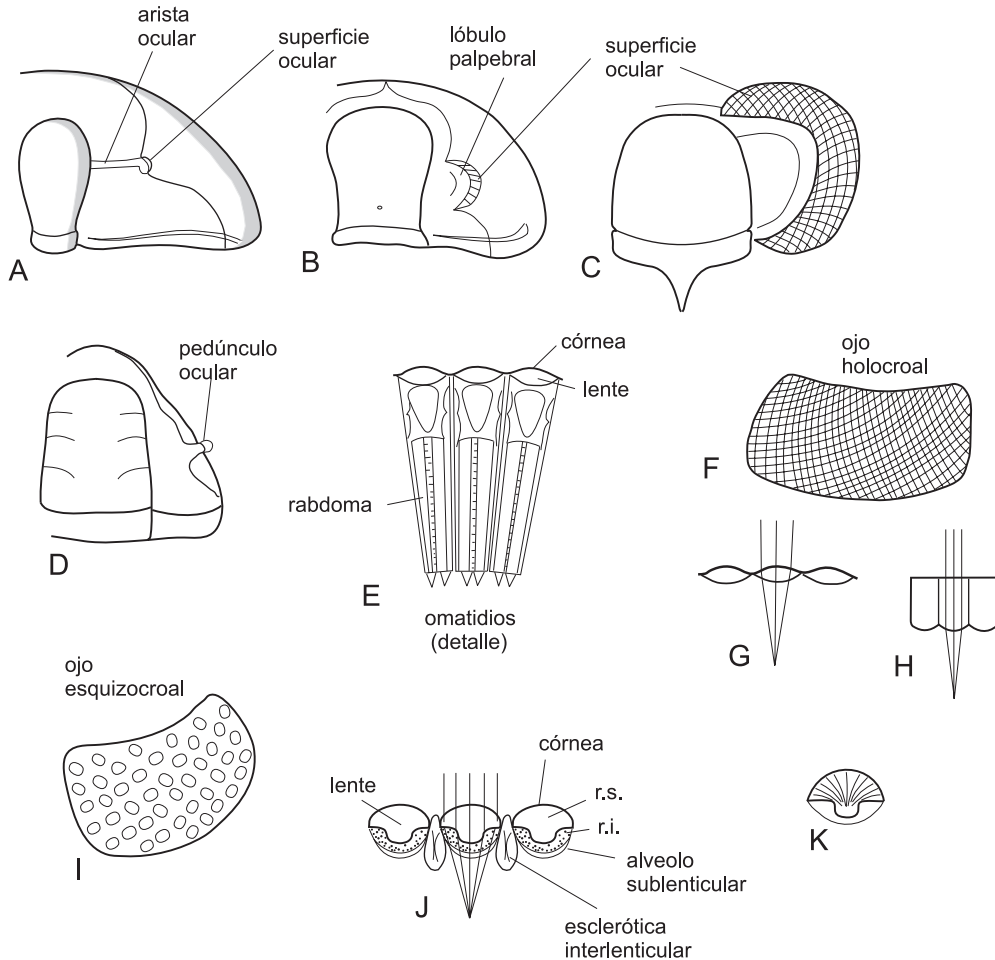 arista
ocular
superficie
ocular
lóbulo
palpebral
superficie
ocular
A
B
C
pedúnculo
ocular
D
córnea
lente
rabdoma
E
omatidios
(detalle)
ojo
holocroal
F
G
H
ojo
esquizocroal
I
lente
córnea
r.s.
r.i.
alveolo
sublenticular
J
esclerótica
interlenticular
K